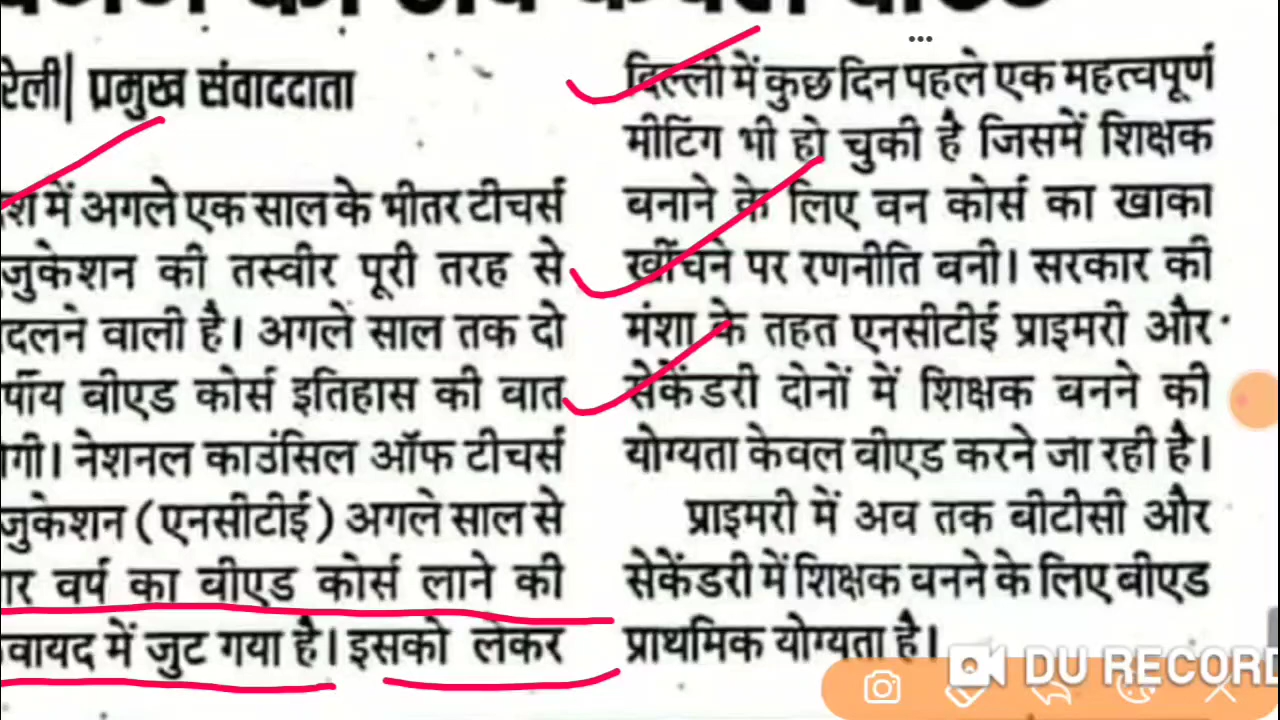 रेली| प्रमुख संवाददाता
श में अगले एक साल के भीतर टीचर्स
जुकेशन की तस्वीर पूरी तरह से
दलने वाली है। अगले साल तक दो
र्षीय बीएड कोर्स इतिहास की बात
गी। नेशनल काउंसिल ऑफ टीचर्स
जुकेशन (एनसीटीई) अगले साल से
ार वर्ष का बीएड कोर्स लाने की
वायद में जुट गया है। इसको लेकर
दिल्ली में कुछ दिन पहले एक महत्वपूर्ण
मीटिंग भी हो चुकी है जिसमें शिक्षक
बनाने के लिए वन कोर्स का खाका
खींचने पर रणनीति बनी। सरकार की
मंशा के तहत एनसीटीई प्राइमरी और
सेकेंडरी दोनों में शिक्षक बनने की
योग्यता केवल बीएड करने जा रही है।
प्राइमरी में अब तक बीटीसी और
सेकेंडरी में शिक्षक बनने के लिए बीएड
प्राथमिक योग्यता है।
DU RECORD